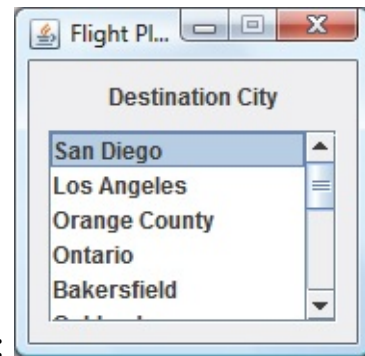 Flight Pl...
Destination City
San Diego
Los Angeles
Orange County
Ontario
Bakersfield
: